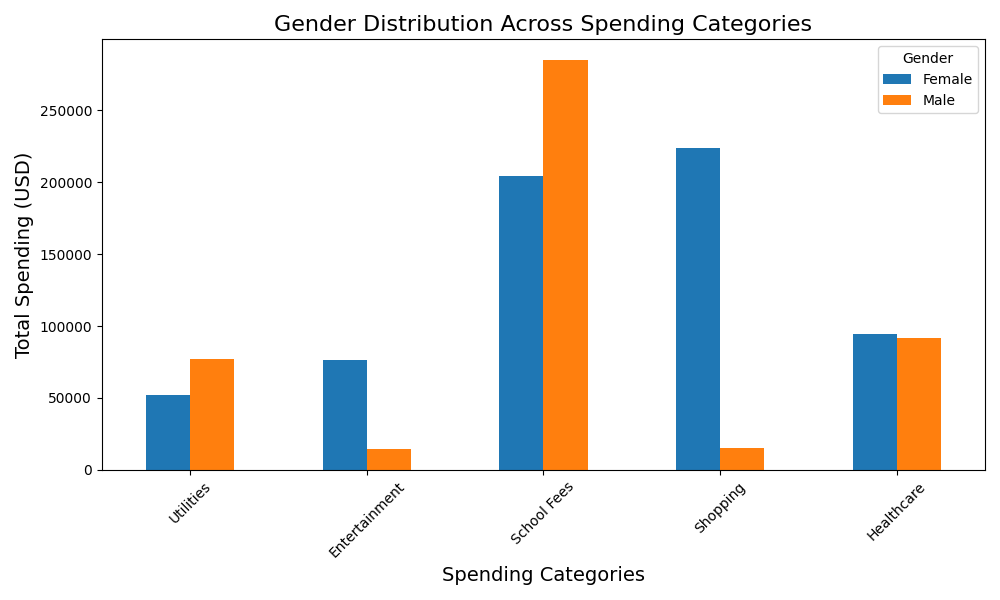 Gender Distribution Across Spending Categories
Gender
Female
Male
Total Spending (USD)
250000
200000
150000
100000
50000
0
Utilities
Entertainment
School Fees
Shopping
Healthcare
Spending Categories